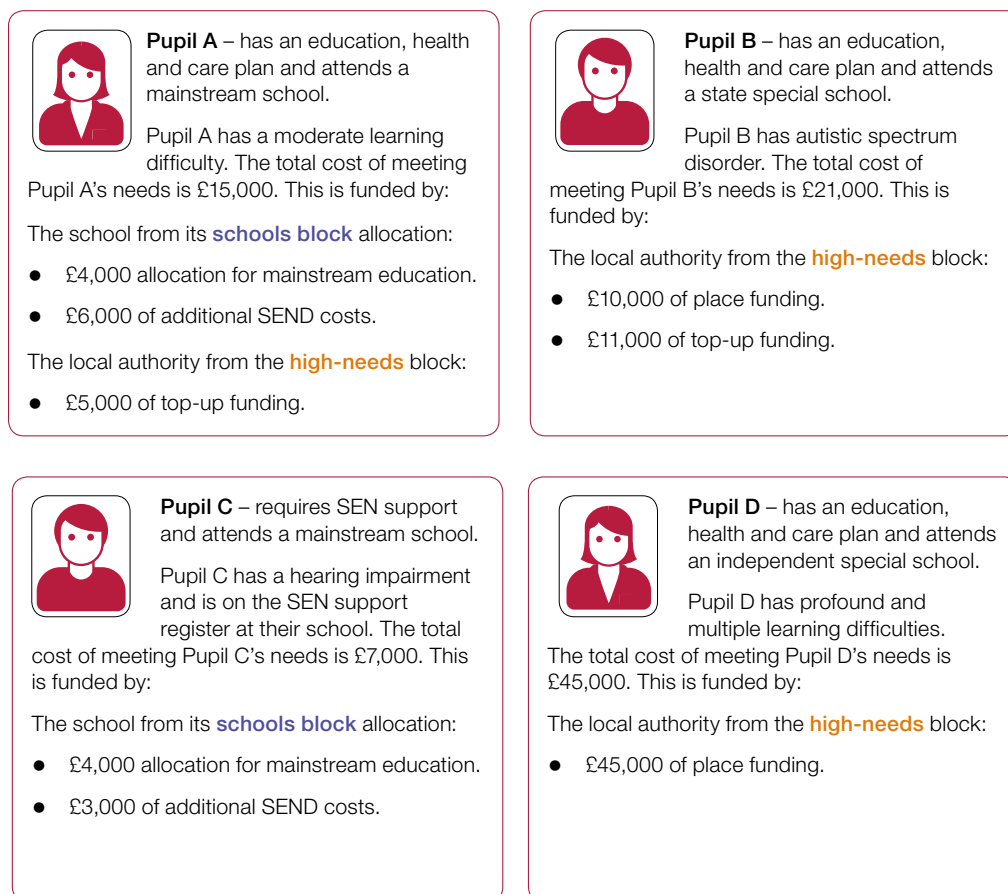 Pupil A – has an education, health
and care plan and attends a
mainstream school.
Pupil A has a moderate learning
difficulty. The total cost of meeting
Pupil A's needs is £15,000. This is funded by:
The school from its schools block allocation:
● £4,000 allocation for mainstream education.
● £6,000 of additional SEND costs.
The local authority from the high-needs block:
● £5,000 of top-up funding.
Pupil B – has an education,
health and care plan and attends
a state special school.
Pupil B has autistic spectrum
disorder. The total cost of
meeting Pupil B's needs is £21,000. This is
funded by:
The local authority from the high-needs block:
● £10,000 of place funding.
● £11,000 of top-up funding.
Pupil C – requires SEN support
and attends a mainstream school.
Pupil C has a hearing impairment
and is on the SEN support
register at their school. The total
cost of meeting Pupil C's needs is £7,000. This
is funded by:
The school from its schools block allocation:
● £4,000 allocation for mainstream education.
● £3,000 of additional SEND costs.
Pupil D – has an education,
health and care plan and attends
an independent special school.
Pupil D has profound and
multiple learning difficulties.
The total cost of meeting Pupil D's needs is
£45,000. This is funded by:
The local authority from the high-needs block:
● £45,000 of place funding.